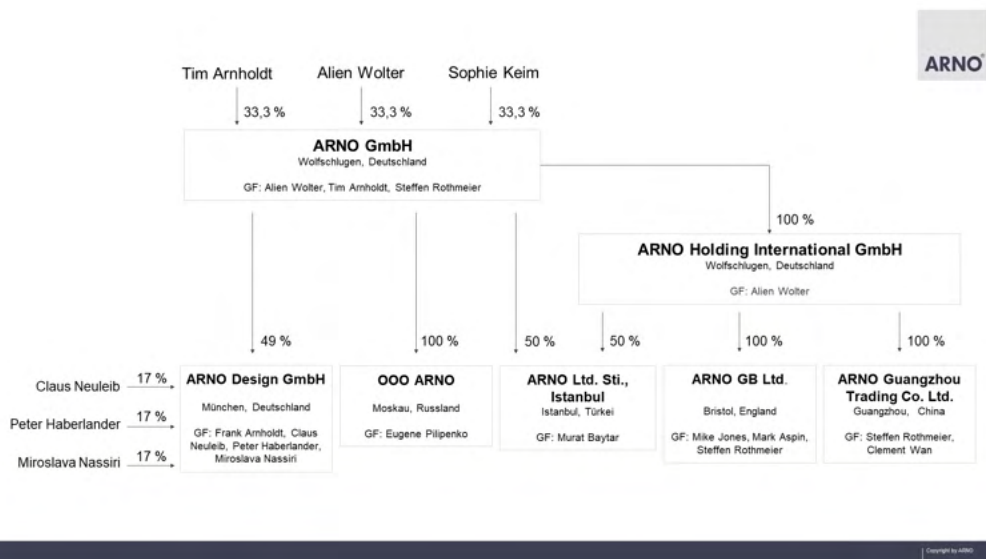 ARNO®
Tim Arnholdt
Alien Wolter
Sophie Keim
33,3 %
33,3 %
33,3 %
ARNO GmbH
Wolfschlugen, Deutschland
GF: Alien Wolter, Tim Arnholdt, Steffen Rothmeier
100 %
ARNO Holding International GmbH
Wolfschlugen, Deutschland
GF: Alien Wolter
49 %
100 %
50 %
50 %
100 %
100 %
Claus Neuleib
17 %
Peter Haberlander
17 %
Miroslava Nassiri
17 %
ARNO Design GmbH
München, Deutschland
GF: Frank Arnholdt, Claus
Neuleib, Peter Haberlander,
Miroslava Nassiri
OOO ARNO
Moskau, Russland
GF: Eugene Pilipenko
ARNO Ltd. Sti.,
Istanbul
Istanbul, Türkei
GF: Murat Baytar
ARNO GB Ltd.
Bristol, England
GF: Mike Jones, Mark Aspin,
Steffen Rothmeier
ARNO Guangzhou
Trading Co. Ltd.
Guangzhou, China
GF: Steffen Rothmeier,
Clement Wan
Copyright by ARNO